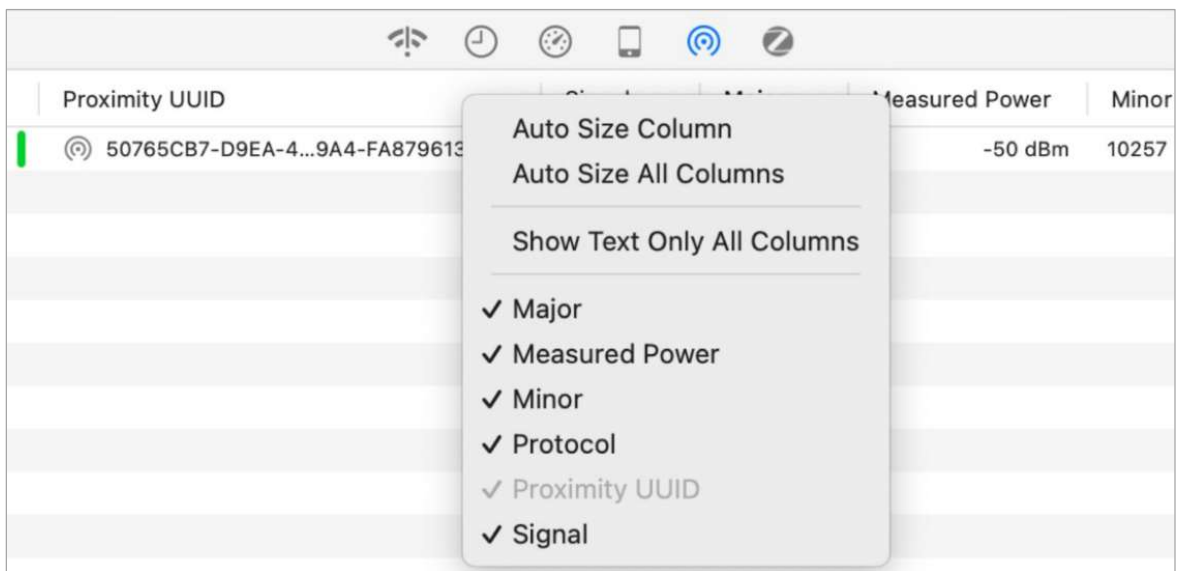 Proximity UUID
Measured Power
Minor
50765CB7-D9EA-4...9A4-FA879613
-50 dBm
10257
Auto Size Column
Auto Size All Columns
Show Text Only All Columns
✓ Major
✓ Measured Power
✓ Minor
✓ Protocol
✓ Proximity UUID
✓ Signal